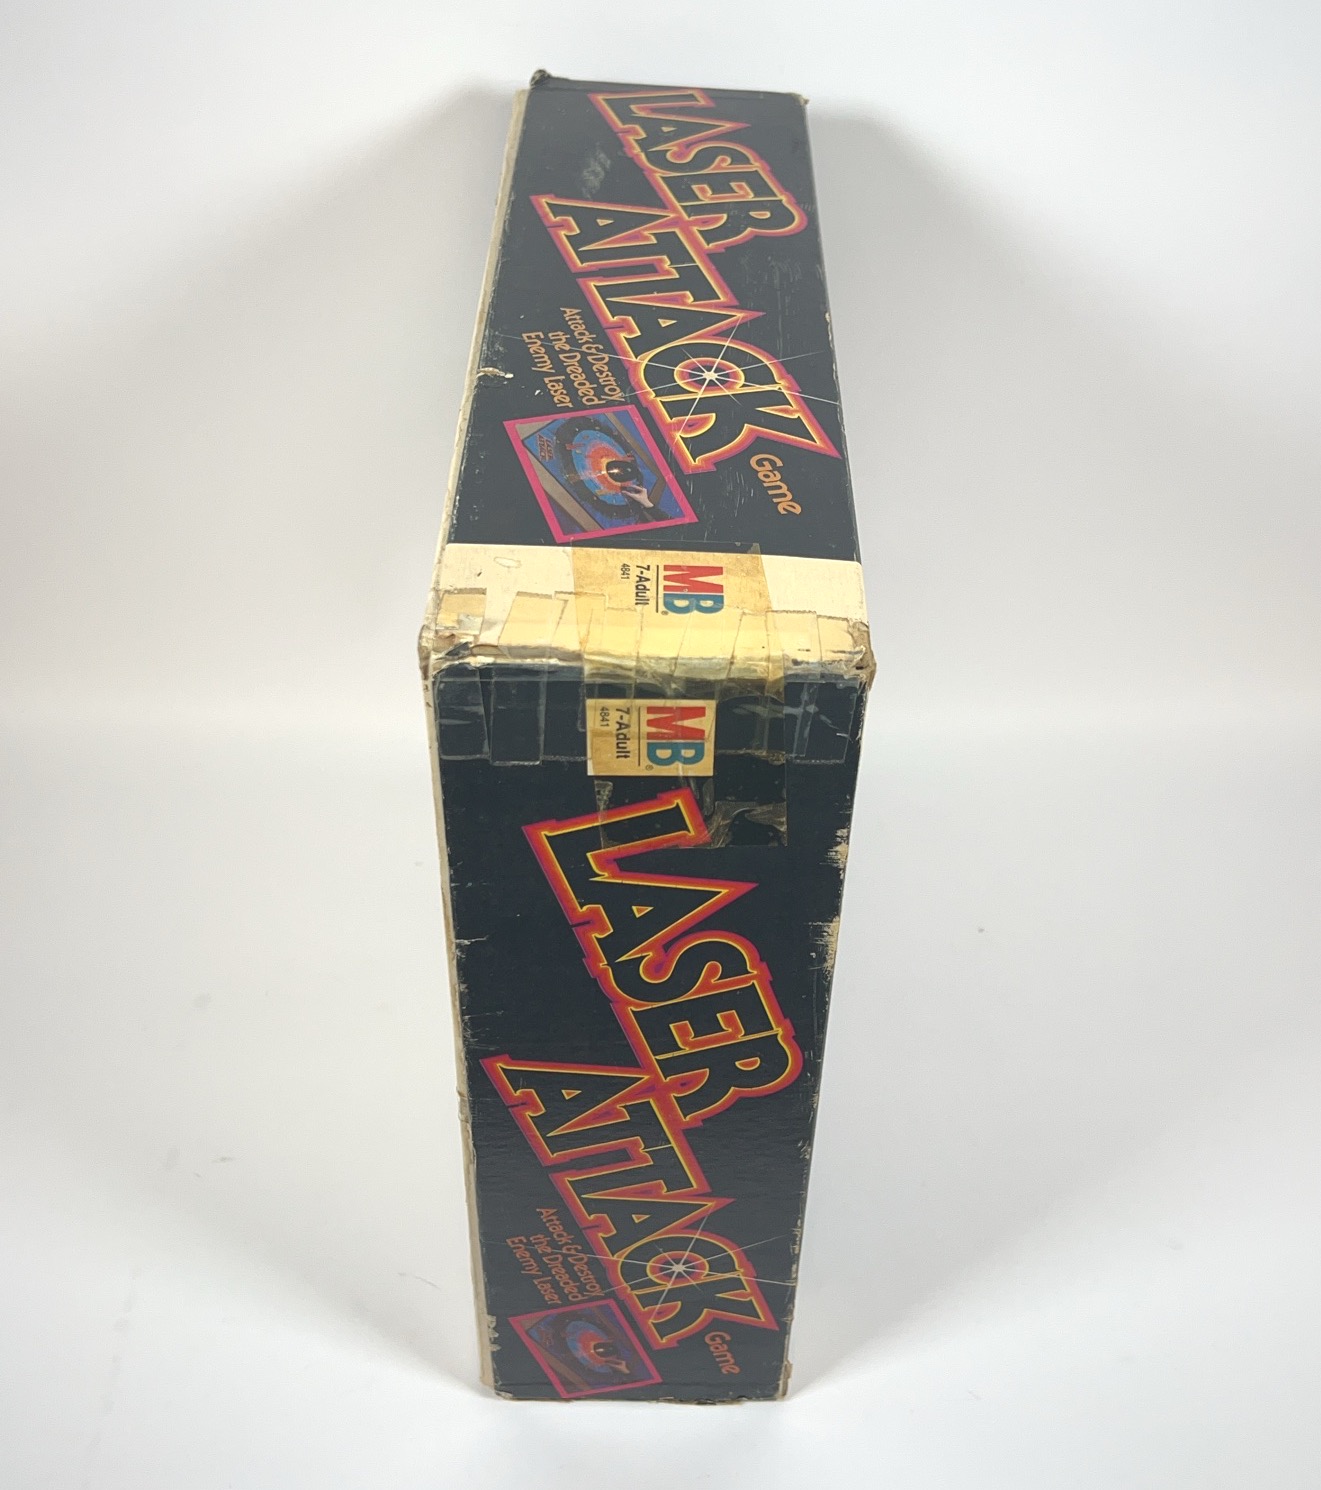 LASER
ATTACK
Game
Attack & Destroy
the Dreaded
Enemy Laser
MB®
7-Adult
4841
MB®
7-Adult
4841
LASER
ATTACK
Game
Attack & Destroy
the Dreaded
Enemy Laser